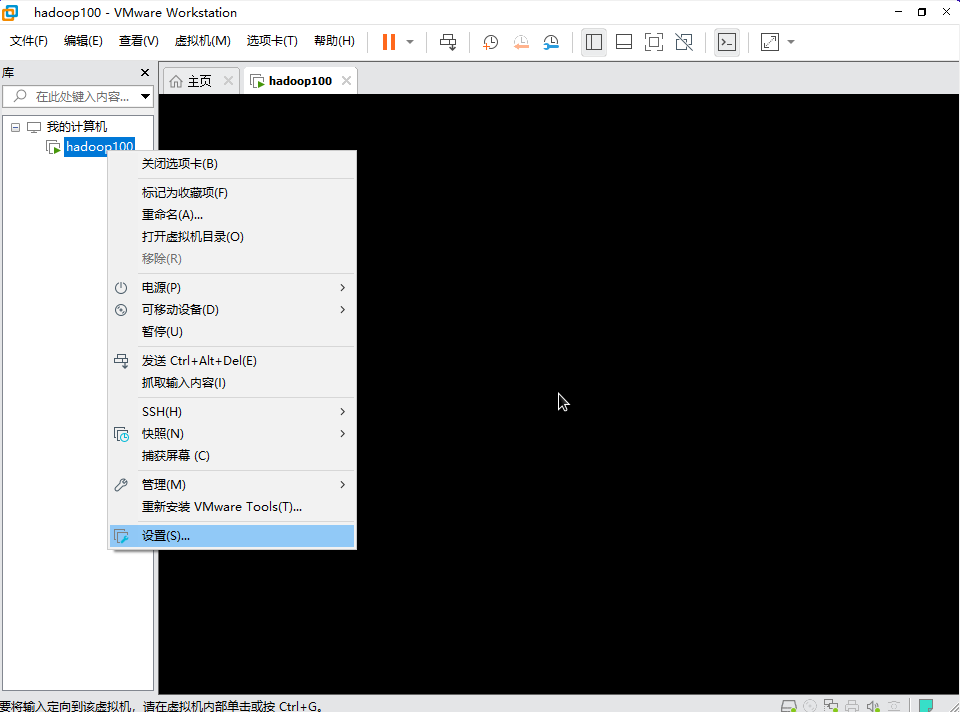 hadoop100 - VMware Workstation
文件(F) 编辑(E) 查看(V) 虚拟机(M) 选项卡(T) 帮助(H)
库
在此处键入内容...
主页
hadoop100
我的计算机
hadoop100
关闭选项卡(B)
标记为收藏项(F)
重命名(A)...
打开虚拟机目录(O)
移除(R)
电源(P)
可移动设备(D)
暂停(U)
发送 Ctrl+Alt+Del(E)
抓取输入内容(I)
SSH(H)
快照(N)
捕获屏幕 (C)
管理(M)
重新安装 VMware Tools(T)...
设置(S)...
要将输入定向到该虚拟机，请在虚拟机内部单击或按 Ctrl+G。